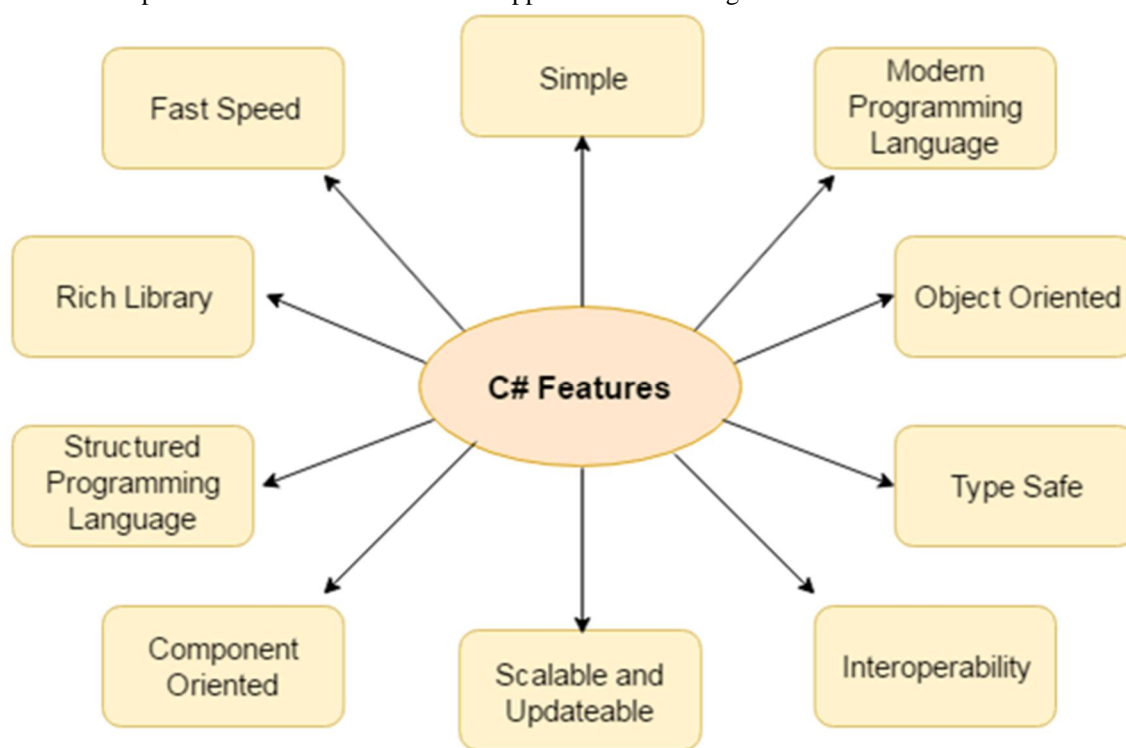 Simple
Fast Speed
Modern
Programming
Language
Rich Library
Object Oriented
C# Features
Structured
Programming
Language
Type Safe
Component
Oriented
Scalable and
Updateable
Interoperability